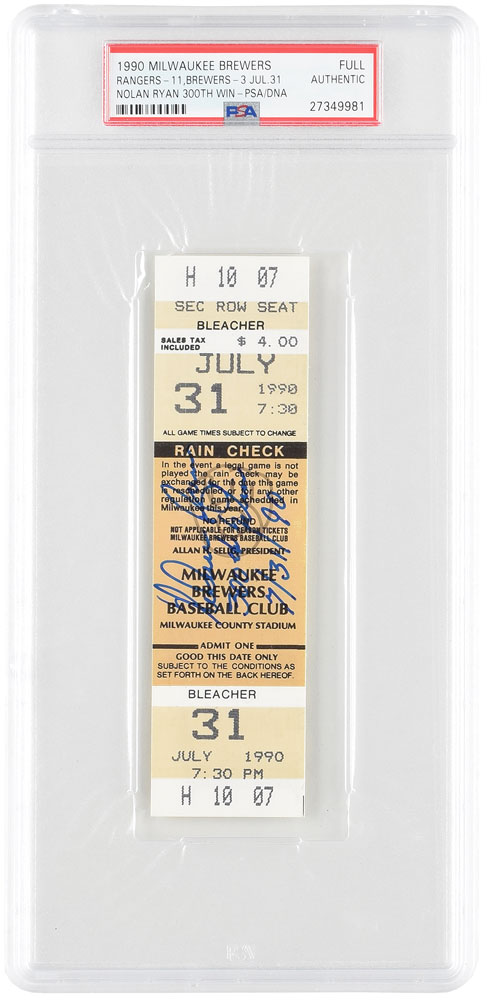 1990 MILWAUKEE BREWERS FULL
RANGERS - 11, BREWERS - 3 JUL.31 AUTHENTIC
NOLAN RYAN 300TH WIN - PSA/DNA
PSA 27349981
H 10 07
SEC ROW SEAT
BLEACHER
SALES TAX
INCLUDED $ 4.00
JULY
31 1990
7:30
ALL GAME TIMES SUBJECT TO CHANGE
RAIN CHECK
In the event a legal game is not
played the rain check may be
exchanged for the date this game
is rescheduled or for any other
regulation game scheduled in
Milwaukee this year.
NO REFUND
NOT APPLICABLE FOR SEASON TICKETS
MILWAUKEE BREWERS BASEBALL CLUB
ALLAN H. SELIG, PRESIDENT
MILWAUKEE
BREWERS
BASEBALL CLUB
MILWAUKEE COUNTY STADIUM
Nolan Ryan
7/31/90
ADMIT ONE
GOOD THIS DATE ONLY
SUBJECT TO THE CONDITIONS AS
SET FORTH ON THE BACK HEREOF.
BLEACHER
31
JULY 1990
7:30 PM
H 10 07
PSA